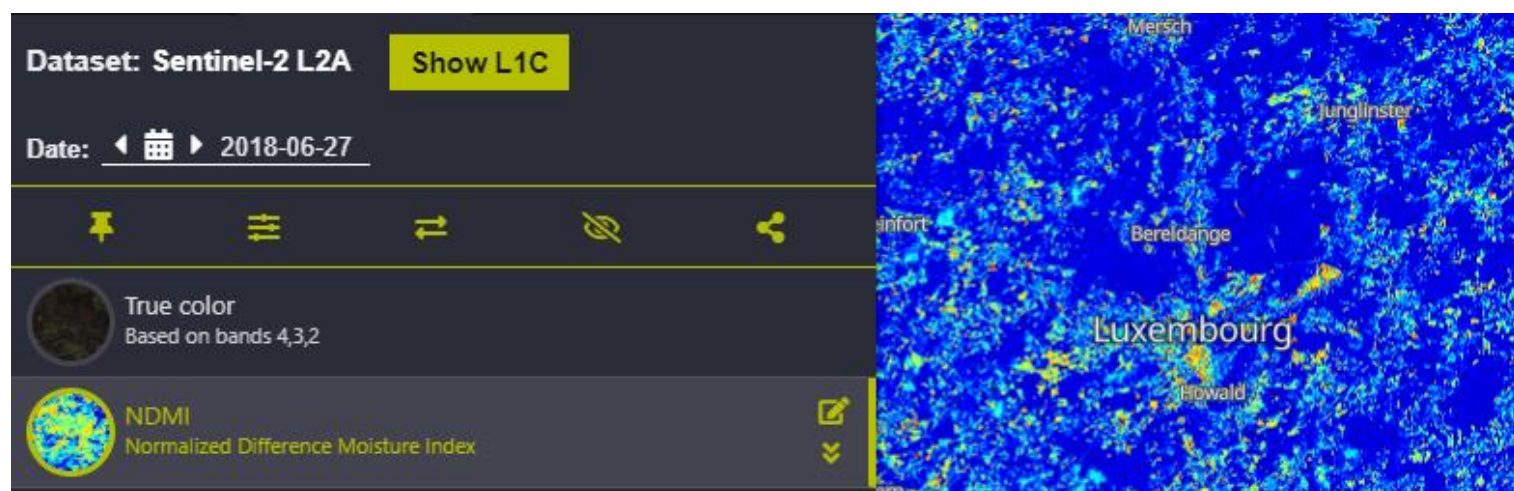 Dataset: Sentinel-2 L2A
Show L1C
Date: 2018-06-27
True color
Based on bands 4,3,2
NDMI
Normalized Difference Moisture Index
Mersch
Junglinster
einfort
Bereldange
Luxembourg
Howald